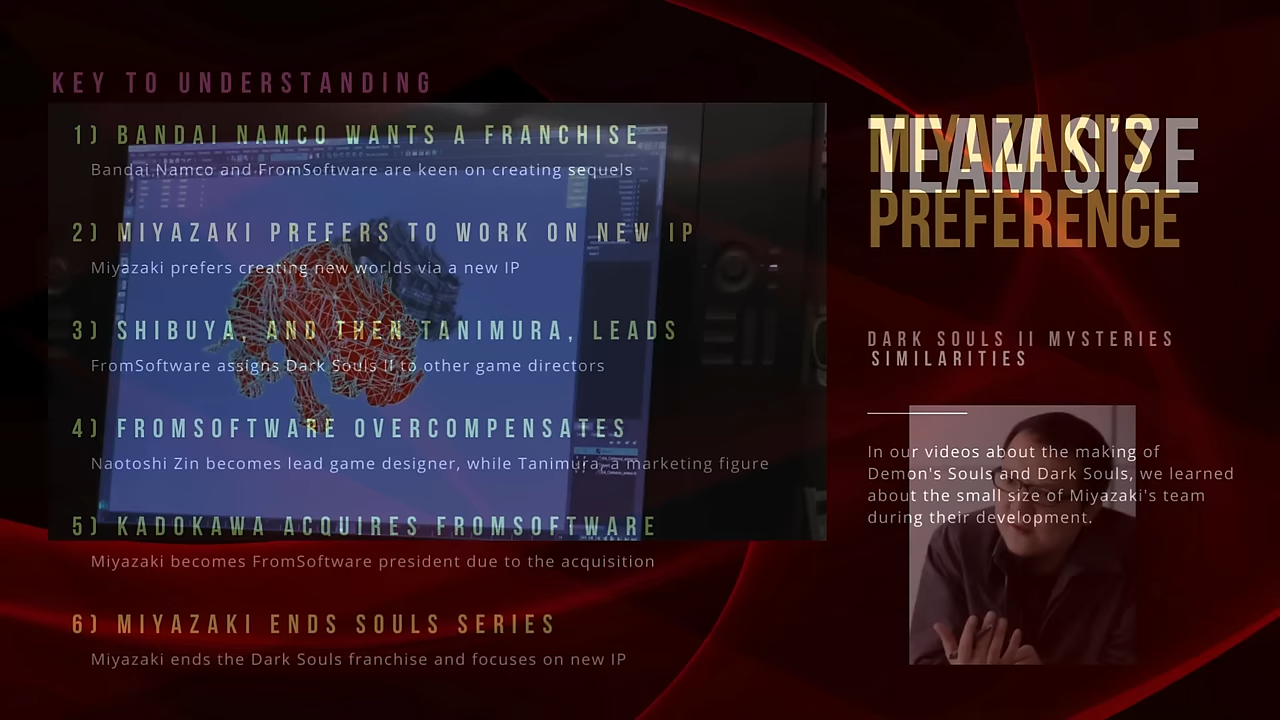 KEY TO UNDERSTANDING
1) BANDAI NAMCO WANTS A FRANCHISE
Bandai Namco and FromSoftware are keen on creating sequels
2) MIYAZAKI PREFERS TO WORK ON NEW IP
Miyazaki prefers creating new worlds via a new IP
3) SHIBUYA, AND THEN TANIMURA, LEADS
FromSoftware assigns Dark Souls II to other game directors
4) FROMSOFTWARE OVERCOMPENSATES
Naotoshi Zin becomes lead game designer, while Tanimura, a marketing figure
5) KADOKAWA ACQUIRES FROMSOFTWARE
Miyazaki becomes FromSoftware president due to the acquisition
6) MIYAZAKI ENDS SOULS SERIES
Miyazaki ends the Dark Souls franchise and focuses on new IP
TEAM SIZE
MIYAZAKI'S
PREFERENCE
DARK SOULS II MYSTERIES
SIMILARITIES
In our videos about the making of
Demon's Souls and Dark Souls, we learned
about the small size of Miyazaki's team
during their development.